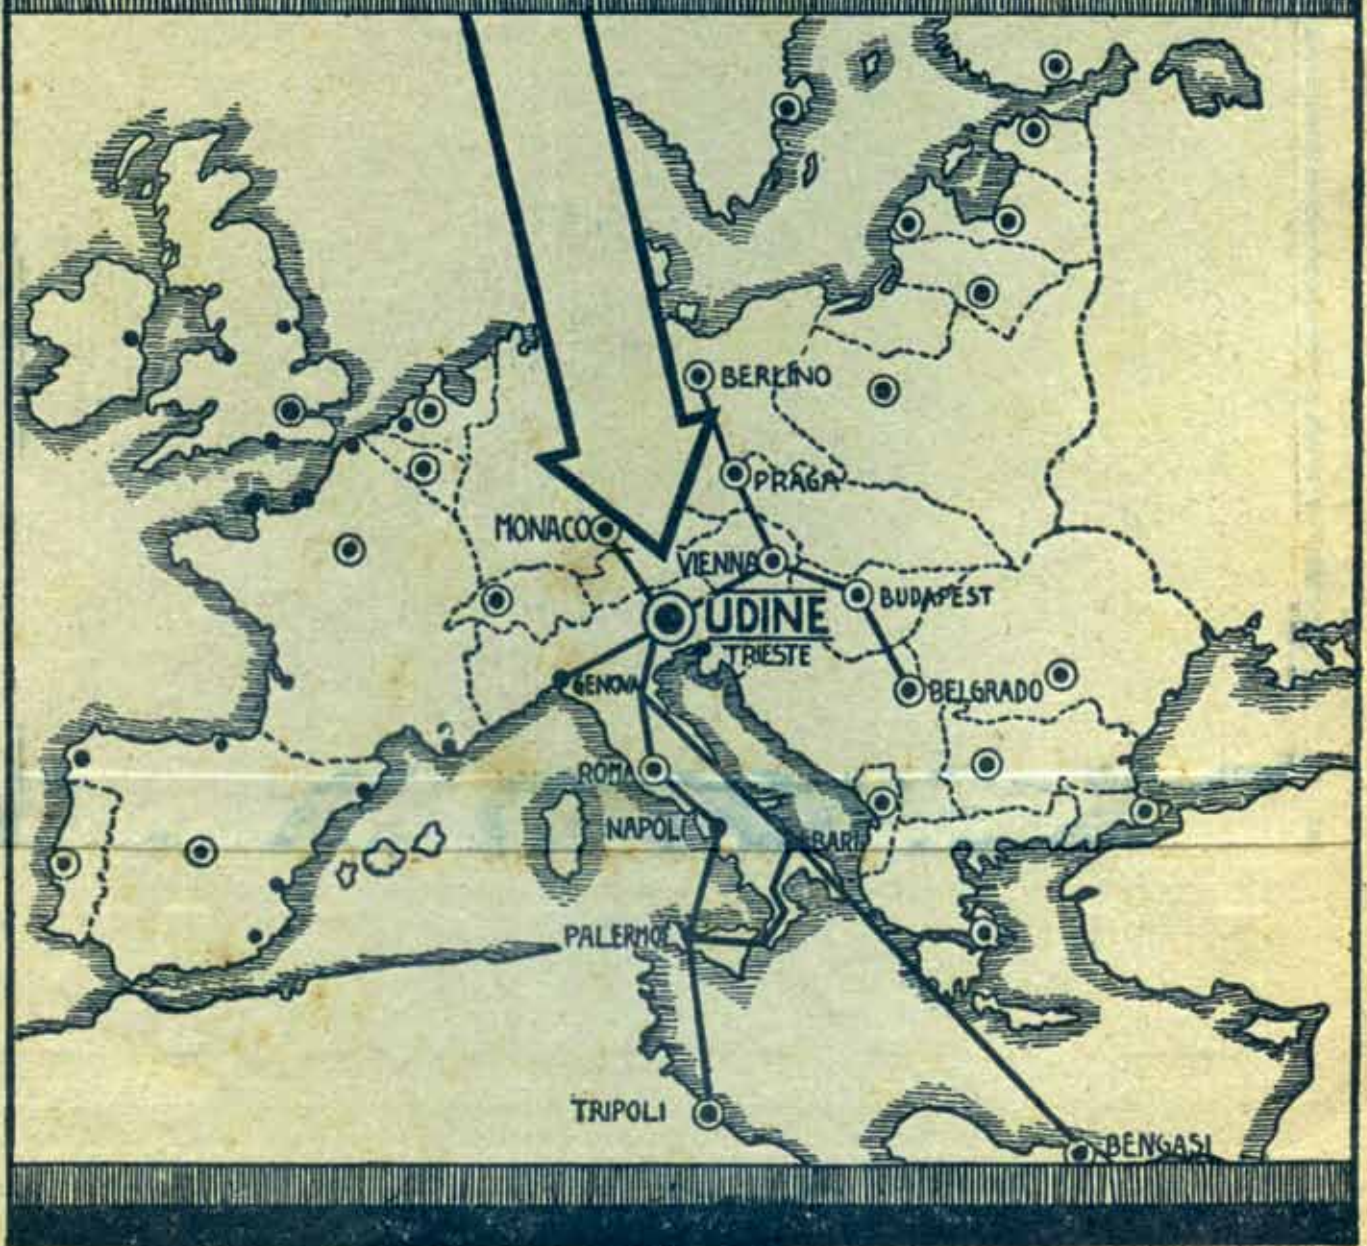 BERLINO
PRAGA
MONACO
VIENNA
BUDAPEST
UDINE
TRIESTE
GENOVA
BELGRADO
ROMA
NAPOLI
BARI
PALERMO
TRIPOLI
BENGASI